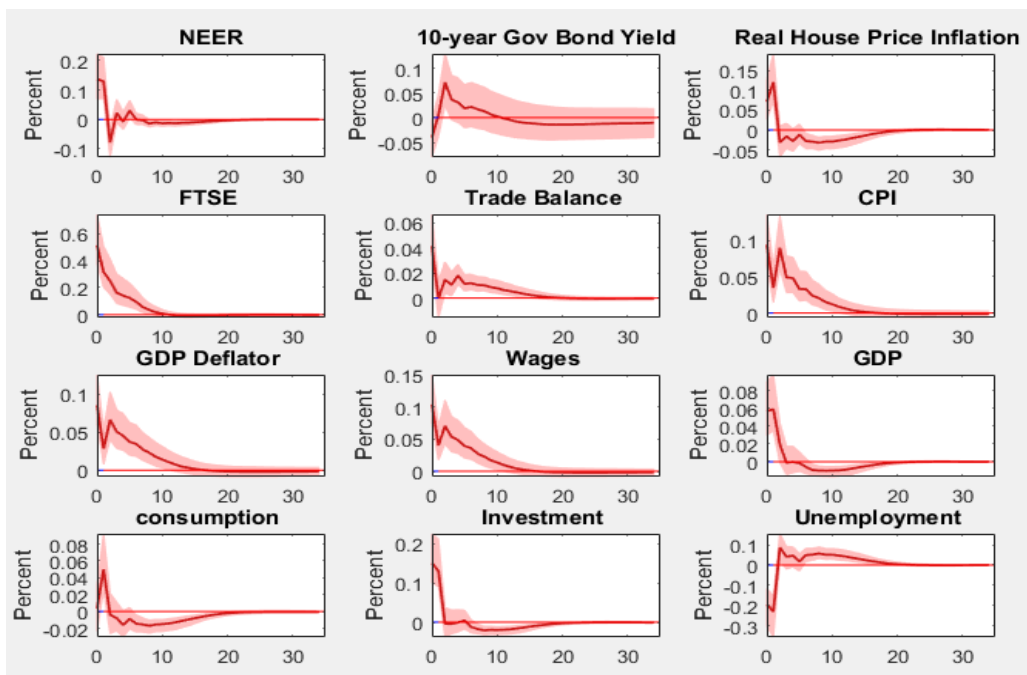 NEER 10-year Gov Bond Yield Real House Price Inflation
Percent
0.2
0.1
0
-0.1
0 10 20 30
0.1
0.05
0
-0.05
0 10 20 30
0.15
0.1
0.05
0
-0.05
0 10 20 30
FTSE Trade Balance CPI
Percent
0.6
0.4
0.2
0
0 10 20 30
0.06
0.04
0.02
0
0 10 20 30
0.1
0.05
0
0 10 20 30
GDP Deflator Wages GDP
Percent
0.1
0.05
0
0 10 20 30
Percent
0.15
0.1
0.05
0
0 10 20 30
Percent
0.08
0.06
0.04
0.02
0
0 10 20 30
consumption Investment Unemployment
Percent
0.08
0.06
0.04
0.02
0
-0.02
0 10 20 30
Percent
0.2
0.1
0
0 10 20 30
Percent
0.1
0
-0.1
-0.2
-0.3
0 10 20 30